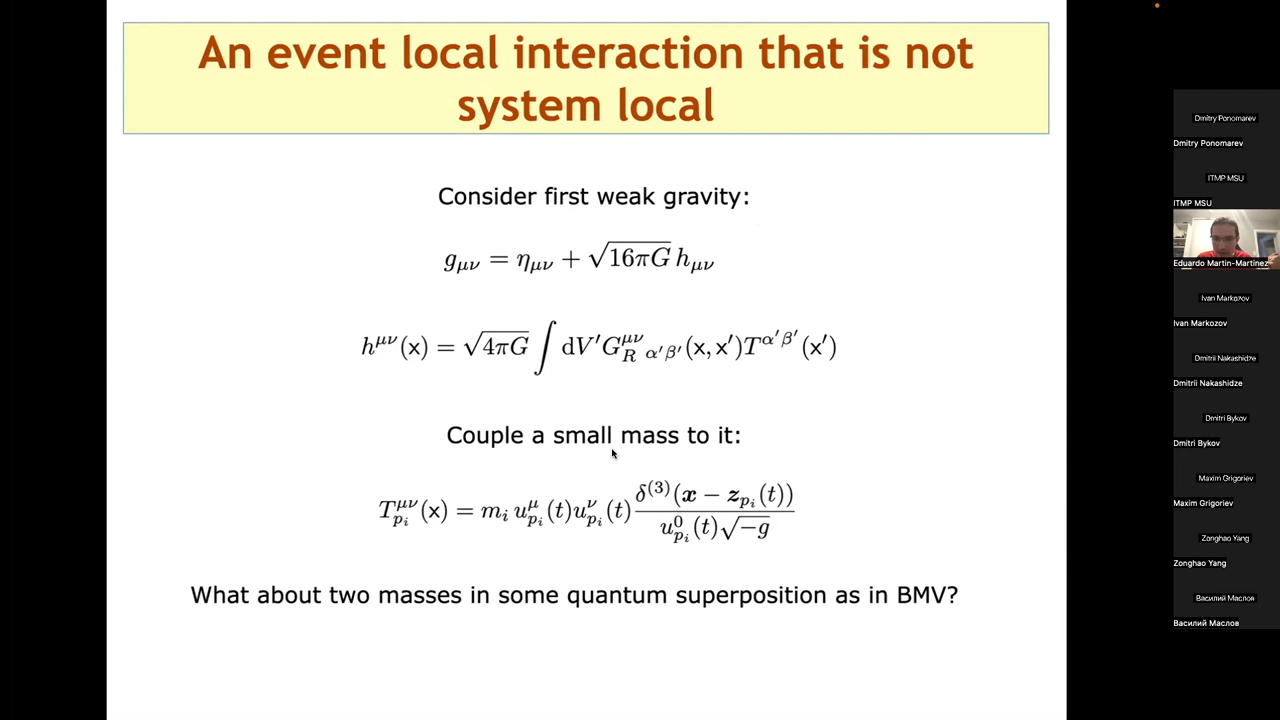 An event local interaction that is not
system local
Consider first weak gravity:
g_{μν} = η_{μν} + √(16πG) h_{μν}
h^{μν}(x) = √(4πG) ∫ dV′ G_R^{μν}_{α′β′}(x, x′) T^{α′β′}(x′)
Couple a small mass to it:
T^{μν}_{p_i}(x) = m_i u^μ_{p_i}(t) u^ν_{p_i}(t) δ^{(3)}(x − z_{p_i}(t)) / (u^0_{p_i}(t) √−g)
What about two masses in some quantum superposition as in BMV?
Dmitry Ponomarev
Dmitry Ponomarev
ITMP MSU
ITMP MSU
Eduardo Martin-Martinez
Ivan Markozov
Ivan Markozov
Dmitrii Nakashidze
Dmitrii Nakashidze
Dmitri Bykov
Dmitri Bykov
Maxim Grigoriev
Maxim Grigoriev
Zonghao Yang
Zonghao Yang
Василий Маслов
Василий Маслов